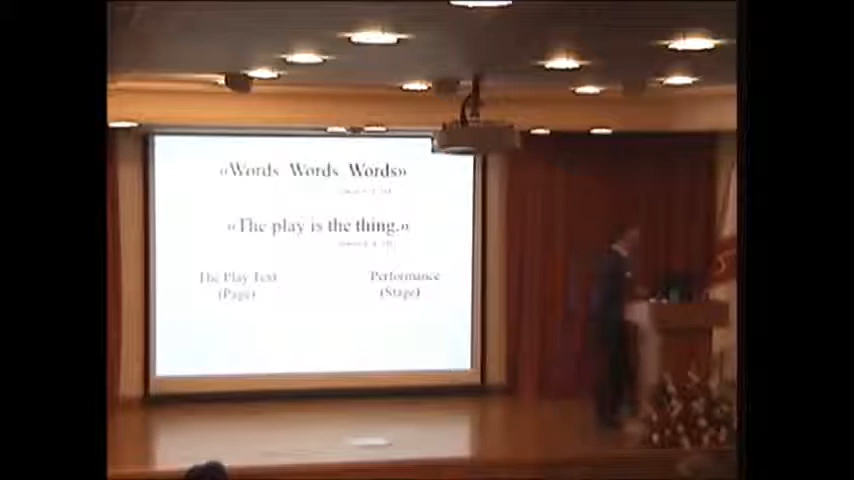 «Words Words Words»
«The play is the thing.»
The Play Text
(Page)
Performance
(Stage)